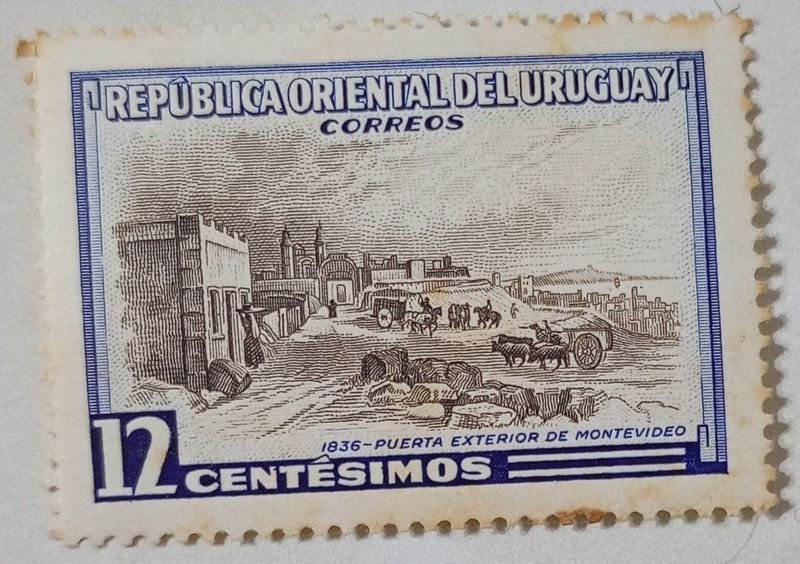 REPÚBLICA ORIENTAL DEL URUGUAY
CORREOS
1836-PUERTA EXTERIOR DE MONTEVIDEO
12 CENTÉSIMOS